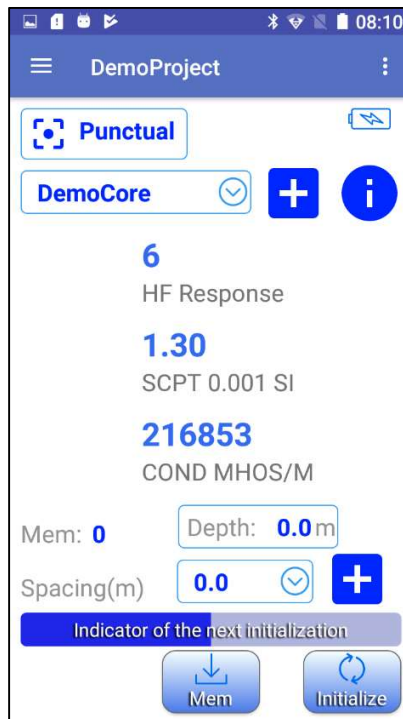 08:10
DemoProject
Punctual
DemoCore
6
HF Response
1.30
SCPT 0.001 SI
216853
COND MHOS/M
Mem: 0 Depth: 0.0 m
Spacing(m) 0.0
Indicator of the next initialization
Mem Initialize